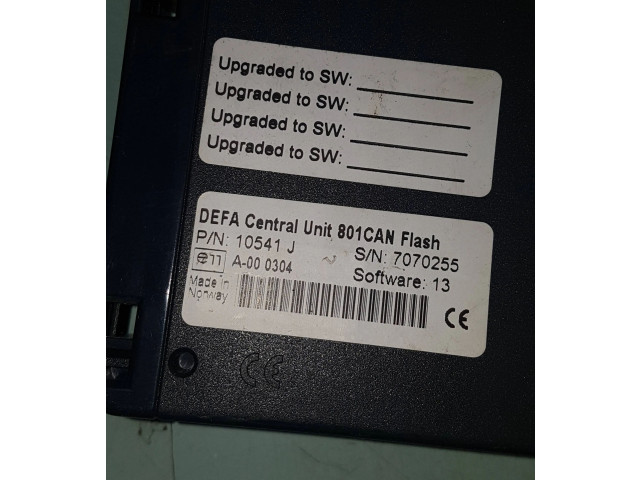 Upgraded to SW:
Upgraded to SW:
Upgraded to SW:
Upgraded to SW:
DEFA Central Unit 801CAN Flash
P/N: 10541 J S/N: 7070255
e11 A-00 0304 Software: 13
Made in
Norway
CE
CE